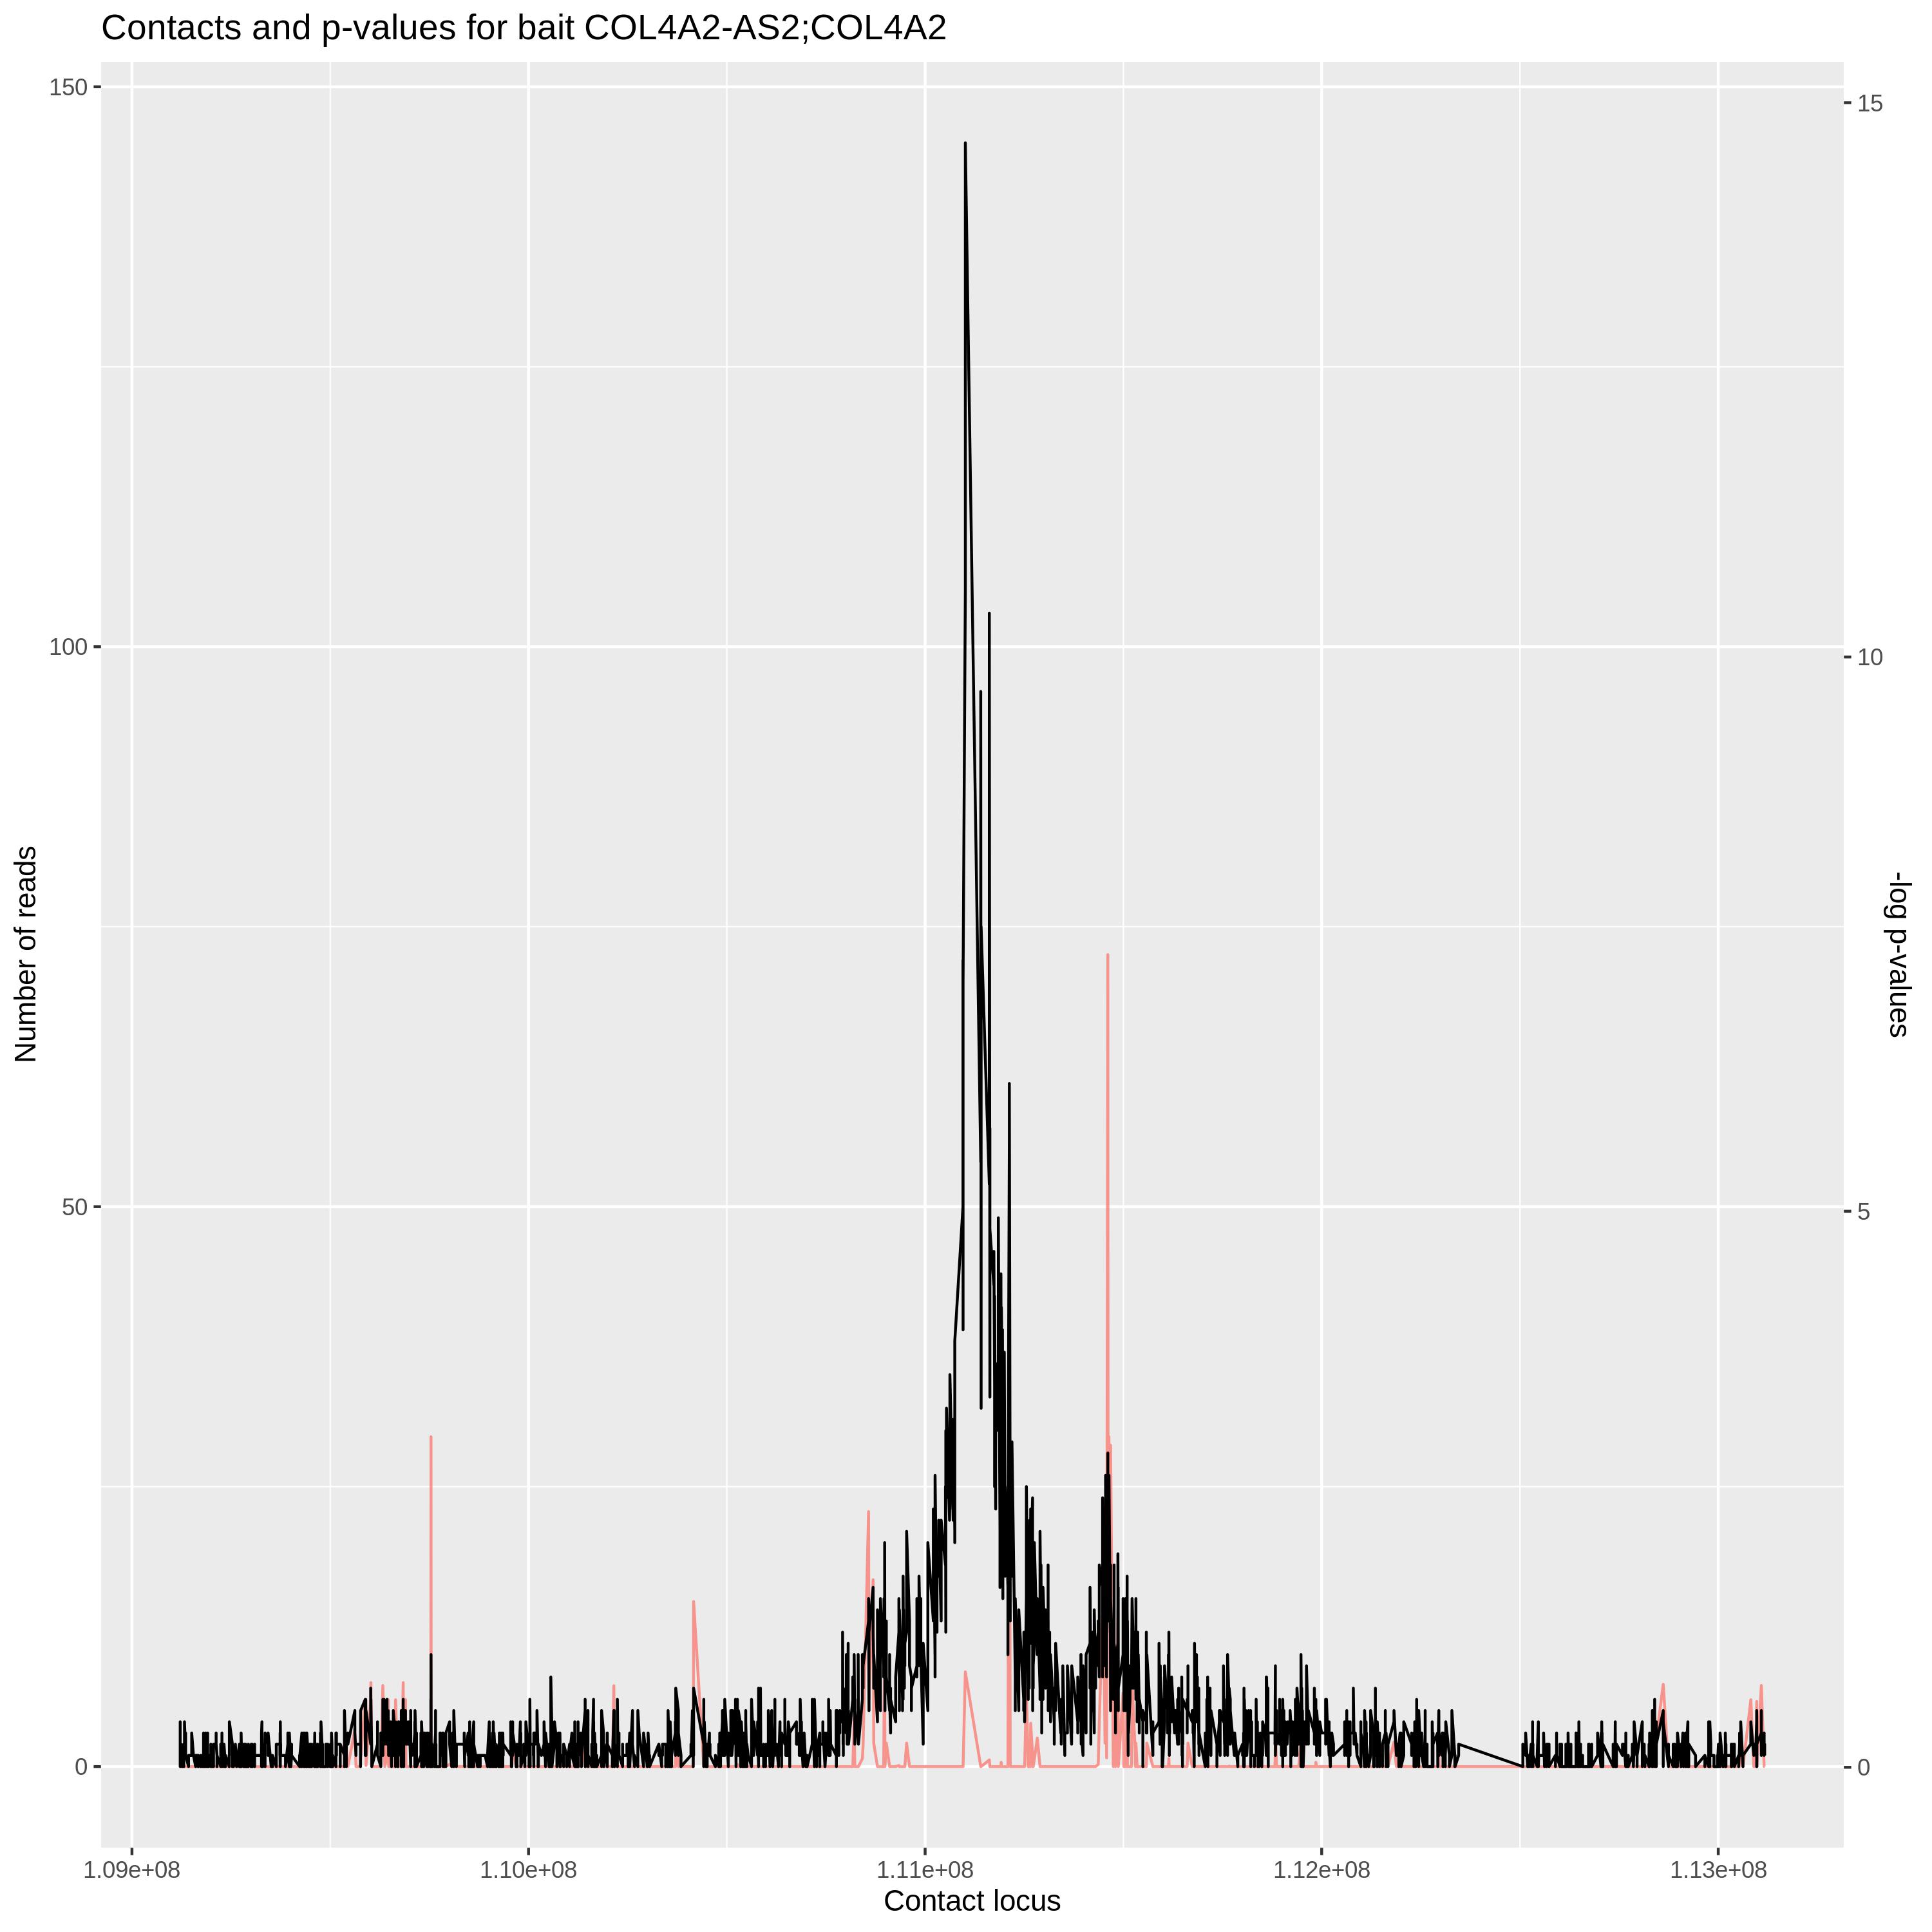 Contacts and p-values for bait COL4A2-AS2;COL4A2
150
100
50
0
Number of reads
15
10
5
0
-log p-values
1.09e+08
1.10e+08
1.11e+08
1.12e+08
1.13e+08
Contact locus